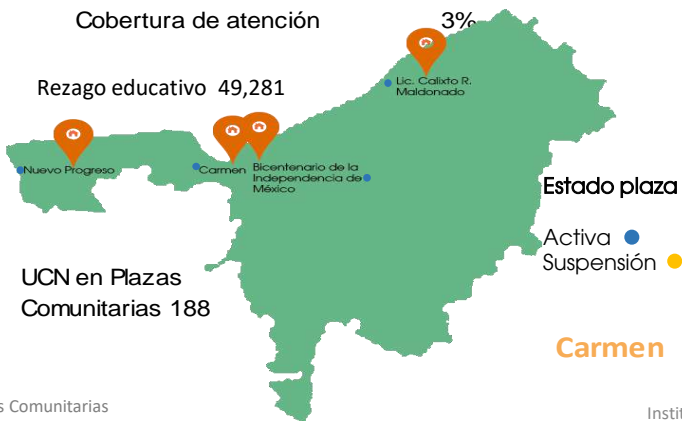 Cobertura de atención 3%
Rezago educativo 49,281
Lic. Calixto R.
Maldonado
Nuevo Progreso
Carmen
Bicentenario de la
Independencia de
México
Estado plaza
Activa
Suspensión
UCN en Plazas
Comunitarias 188
Carmen
s Comunitarias
Instit